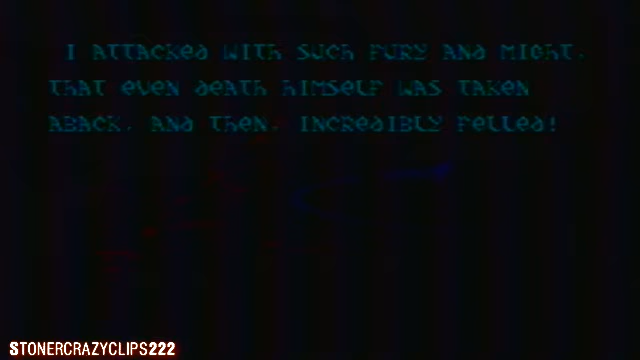 I ATTACKED WITH SUCH FURY AND MIGHT,
THAT EVEN DEATH HIMSELF WAS TAKEN
ABACK, AND THEN, INCREDIBLY FELLED!
STONERCRAZYCLIPS222